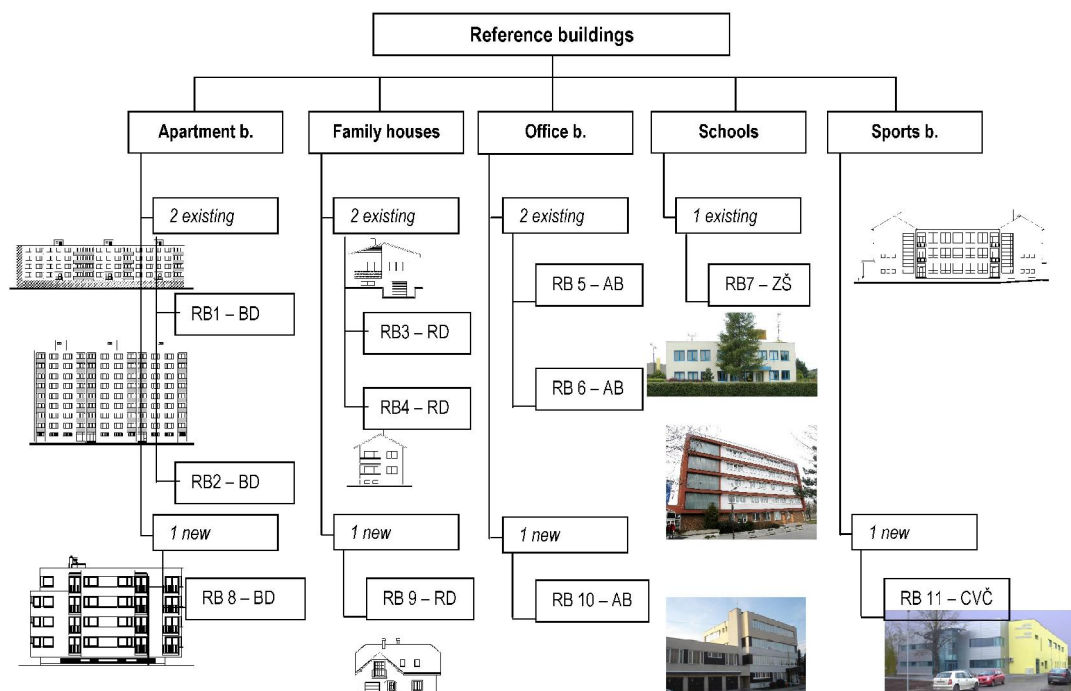 Reference buildings
Apartment b.
Family houses
Office b.
Schools
Sports b.
2 existing
2 existing
2 existing
1 existing
RB1 – BD
RB3 – RD
RB 5 – AB
RB7 – ZŠ
RB4 – RD
RB 6 – AB
RB2 – BD
1 new
1 new
1 new
1 new
RB 8 – BD
RB 9 – RD
RB 10 – AB
RB 11 – CVČ